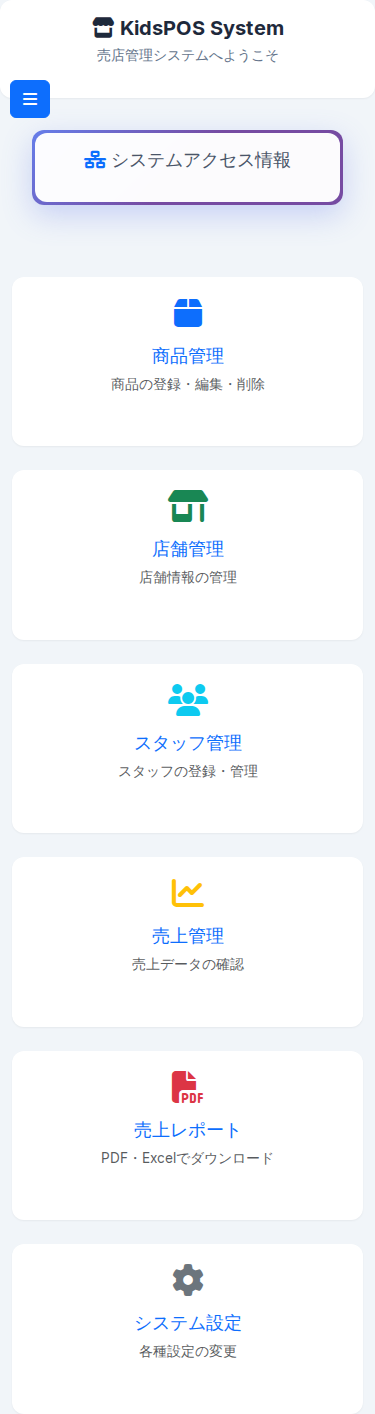 KidsPOS System
売店管理システムへようこそ
システムアクセス情報
商品管理
商品の登録・編集・削除
店舗管理
店舗情報の管理
スタッフ管理
スタッフの登録・管理
売上管理
売上データの確認
PDF
売上レポート
PDF・Excelでダウンロード
システム設定
各種設定の変更